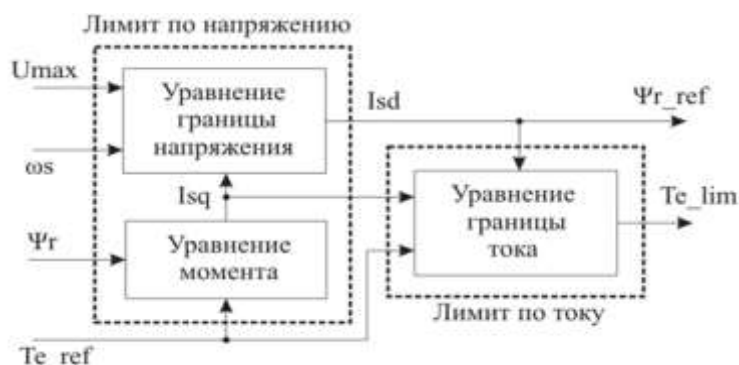 Лимит по напряжению
Umax
Уравнение
границы
напряжения
Isd
Ψr_ref
ωs
Isq
Уравнение
границы
тока
Te_lim
Ψr
Уравнение
момента
Лимит по току
Te_ref